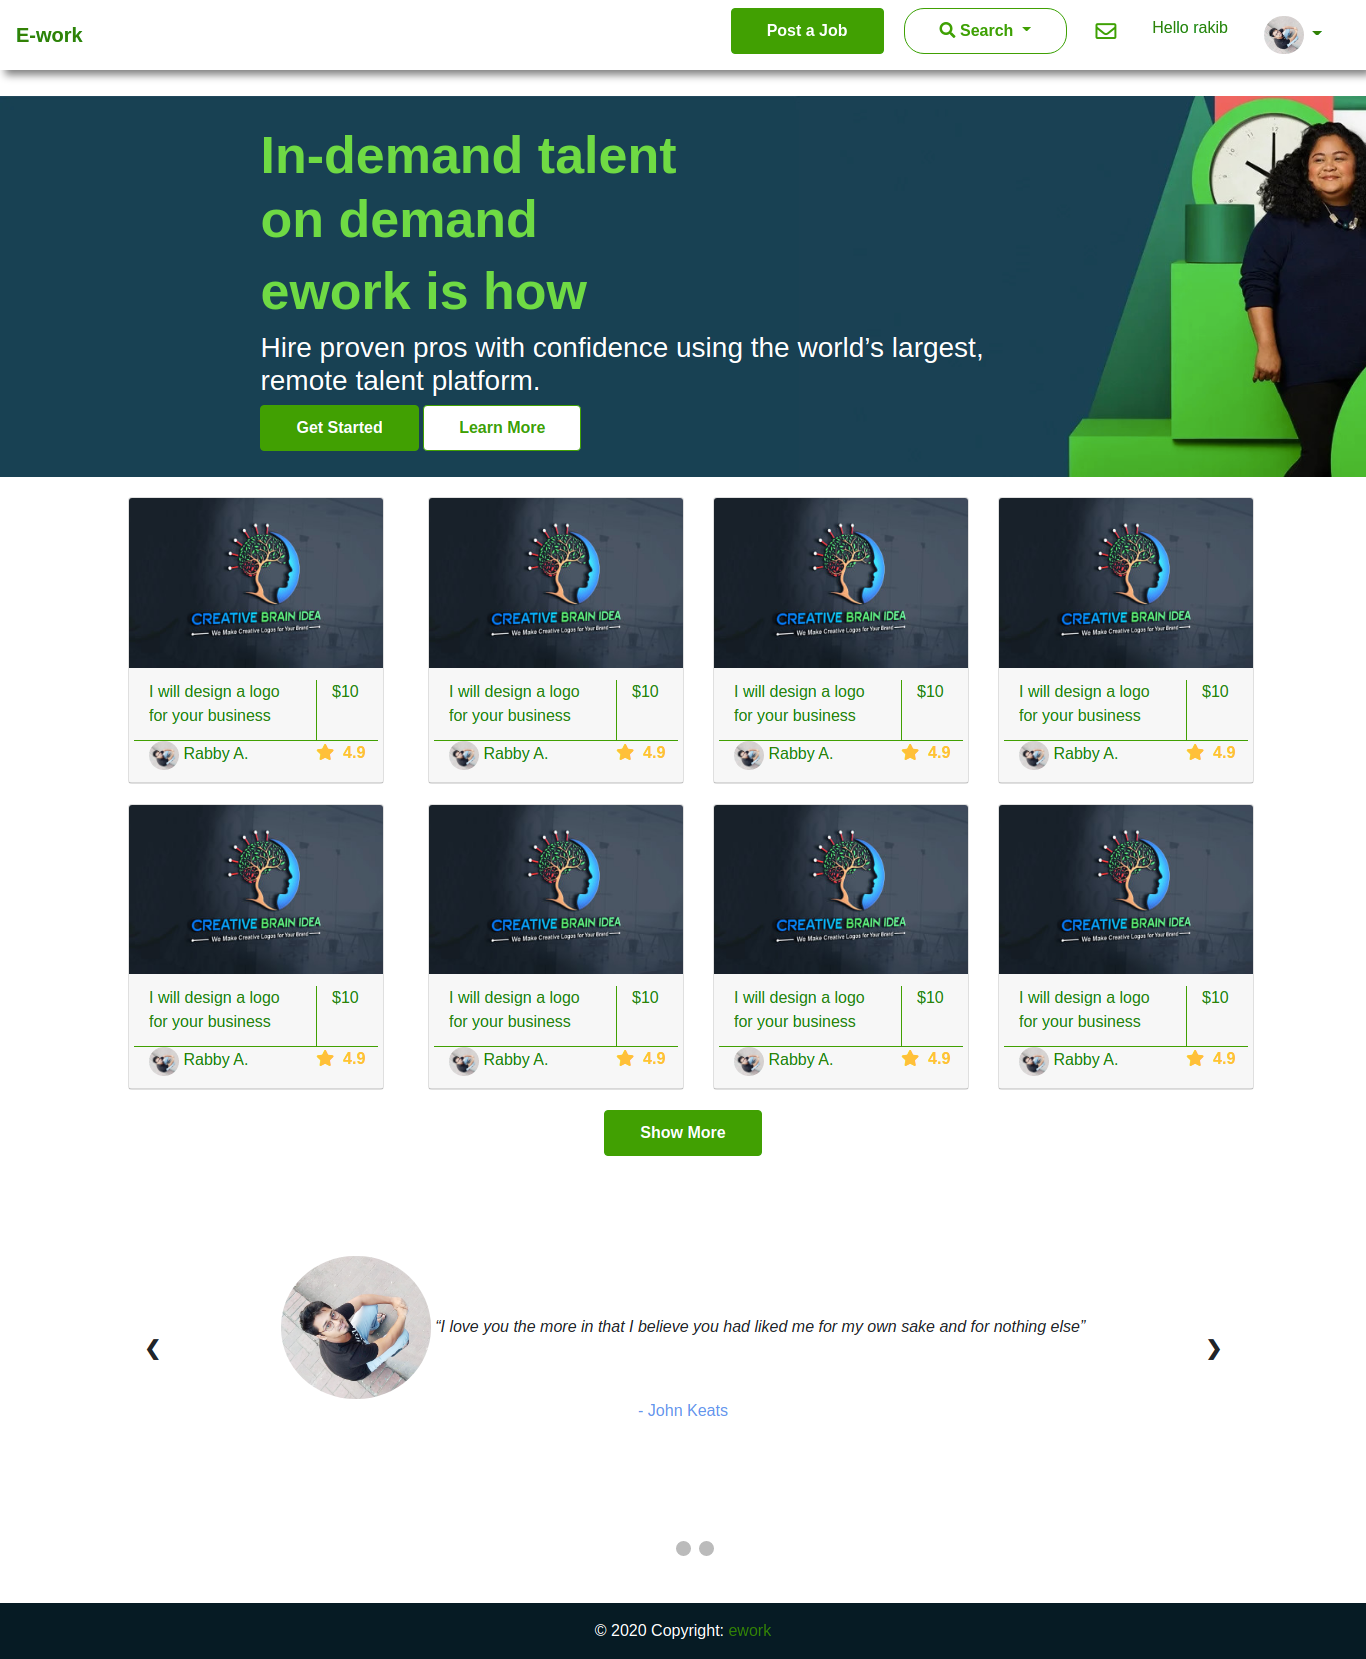 E-work
Post a Job
Search
Hello rakib
In-demand talent
on demand
ework is how
Hire proven pros with confidence using the world’s largest,
remote talent platform.
Get Started
Learn More
CREATIVE BRAIN IDEA
We Make Creative Logos for Your Brand
CREATIVE BRAIN IDEA
We Make Creative Logos for Your Brand
CREATIVE BRAIN IDEA
We Make Creative Logos for Your Brand
CREATIVE BRAIN IDEA
We Make Creative Logos for Your Brand
I will design a logo
for your business
$10
I will design a logo
for your business
$10
I will design a logo
for your business
$10
I will design a logo
for your business
$10
Rabby A.
4.9
Rabby A.
4.9
Rabby A.
4.9
Rabby A.
4.9
CREATIVE BRAIN IDEA
We Make Creative Logos for Your Brand
CREATIVE BRAIN IDEA
We Make Creative Logos for Your Brand
CREATIVE BRAIN IDEA
We Make Creative Logos for Your Brand
CREATIVE BRAIN IDEA
We Make Creative Logos for Your Brand
I will design a logo
for your business
$10
I will design a logo
for your business
$10
I will design a logo
for your business
$10
I will design a logo
for your business
$10
Rabby A.
4.9
Rabby A.
4.9
Rabby A.
4.9
Rabby A.
4.9
Show More
“I love you the more in that I believe you had liked me for my own sake and for nothing else”
❮
❯
- John Keats
© 2020 Copyright: ework